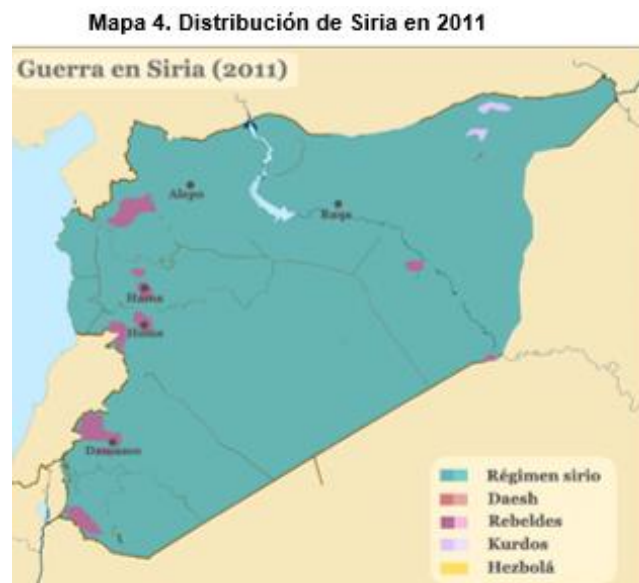 Mapa 4. Distribución de Siria en 2011
Guerra en Siria (2011)
Alepo
Raqa
Hama
Homs
Damasco
Régimen sirio
Daesh
Rebeldes
Kurdos
Hezbolá